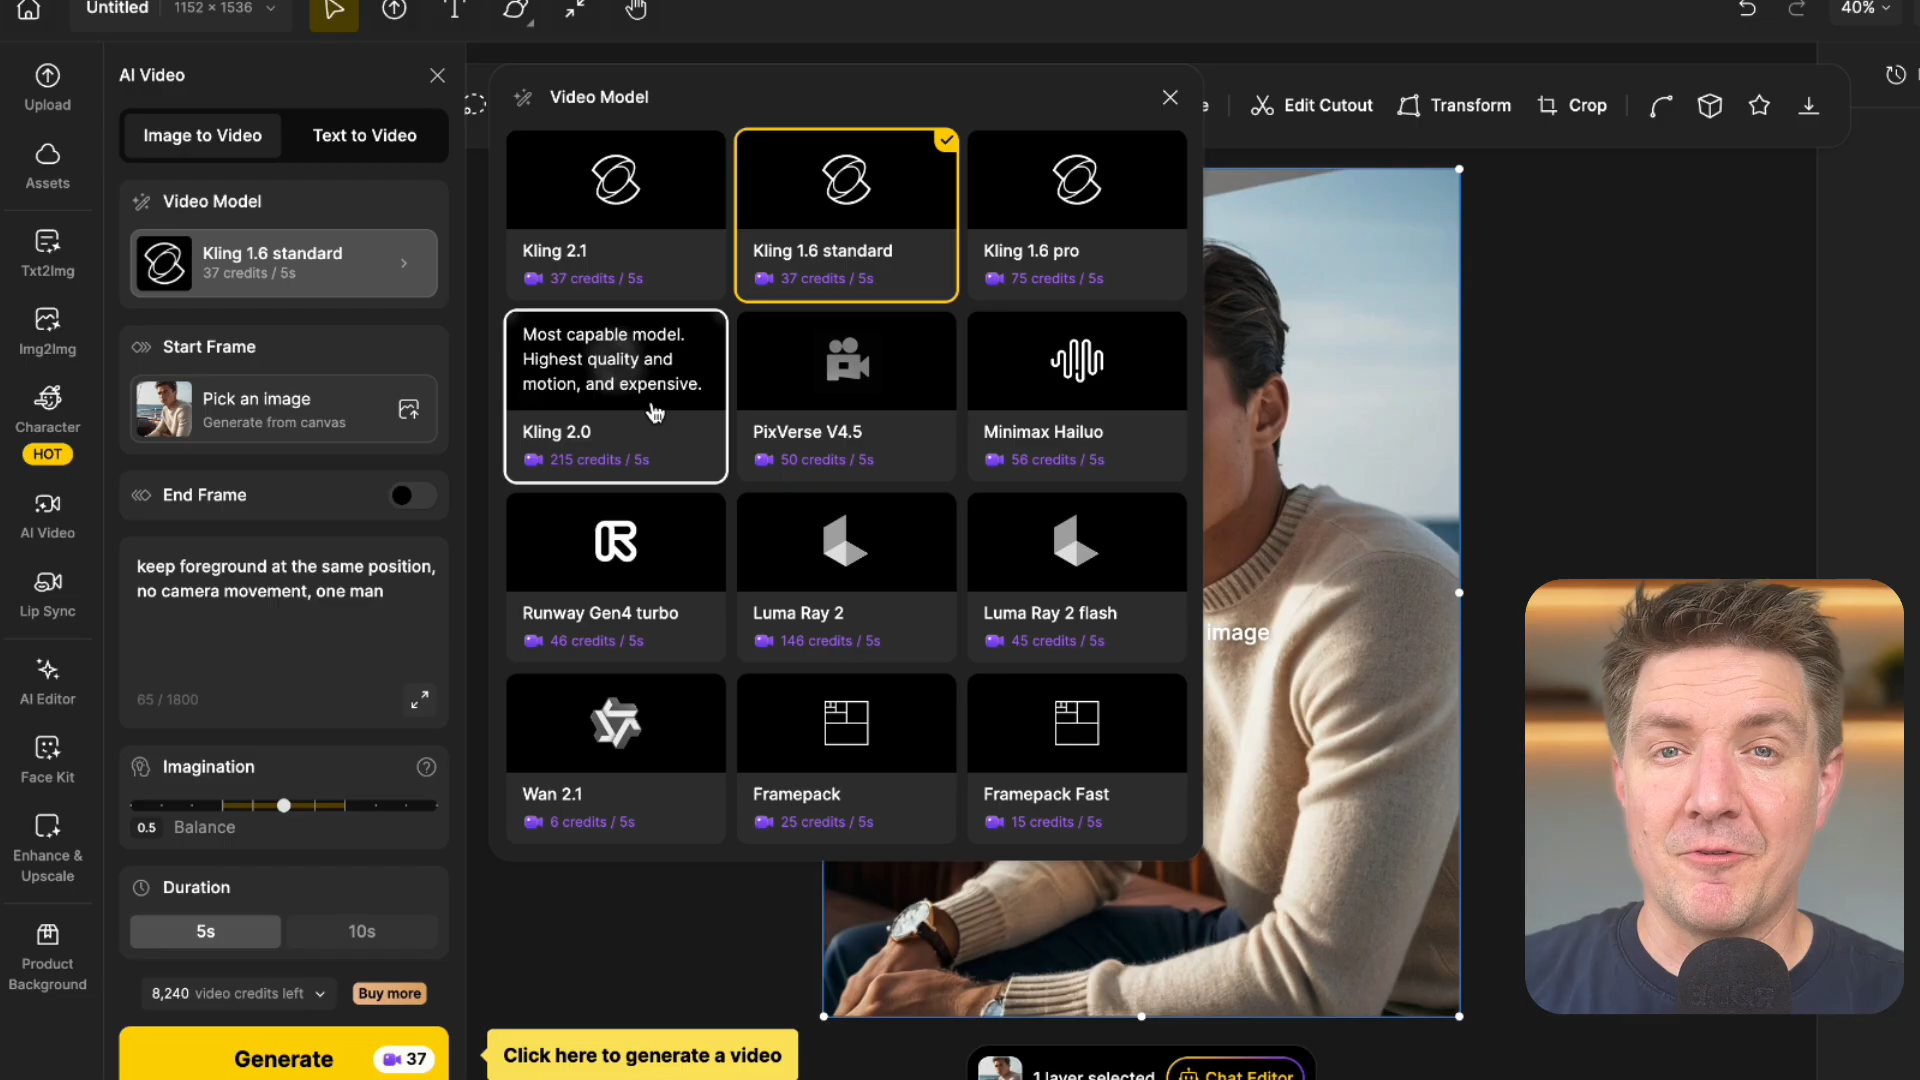 Untitled
1152 × 1536
40%
Upload
Assets
Txt2Img
Img2Img
Character
HOT
AI Video
Lip Sync
AI Editor
Face Kit
Enhance &
Upscale
Product
Background
AI Video
Image to Video
Text to Video
Video Model
Kling 1.6 standard
37 credits / 5s
Start Frame
Pick an image
Generate from canvas
End Frame
keep foreground at the same position,
no camera movement, one man
65 / 1800
Imagination
0.5 Balance
Duration
5s
10s
8,240 video credits left
Buy more
Generate
37
Click here to generate a video
Video Model
Kling 2.1
37 credits / 5s
Kling 1.6 standard
37 credits / 5s
Kling 1.6 pro
75 credits / 5s
Most capable model.
Highest quality and
motion, and expensive.
Kling 2.0
215 credits / 5s
PixVerse V4.5
50 credits / 5s
Minimax Hailuo
56 credits / 5s
Runway Gen4 turbo
46 credits / 5s
Luma Ray 2
146 credits / 5s
Luma Ray 2 flash
45 credits / 5s
Wan 2.1
6 credits / 5s
Framepack
25 credits / 5s
Framepack Fast
15 credits / 5s
Edit Cutout
Transform
Crop
image
1 layer selected
Chat Editor